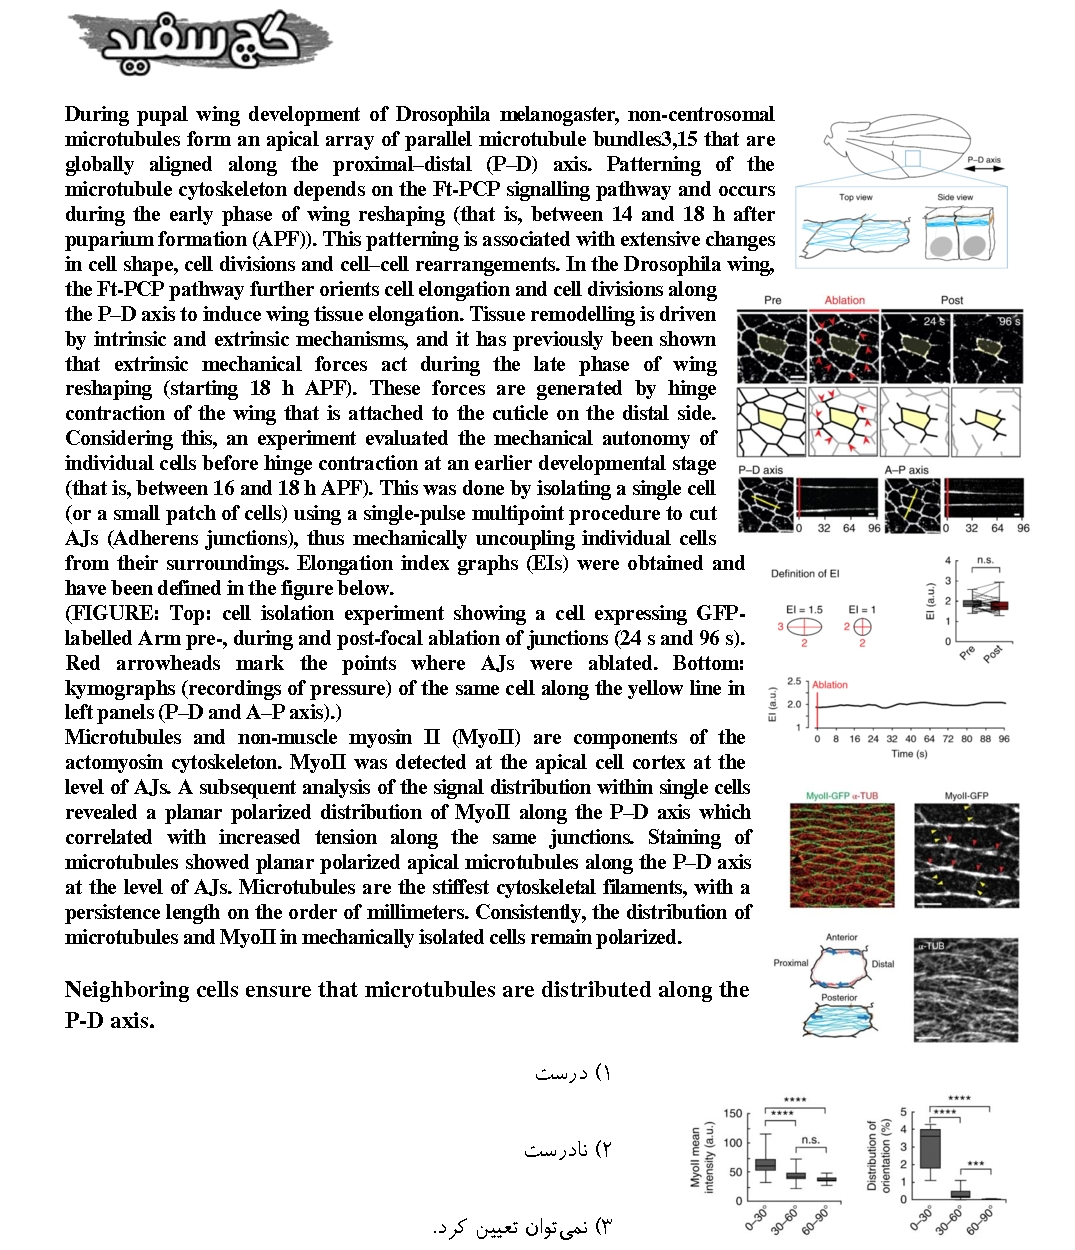 گچ سفید
During pupal wing development of Drosophila melanogaster, non-centrosomal
microtubules form an apical array of parallel microtubule bundles3,15 that are
globally aligned along the proximal–distal (P–D) axis. Patterning of the
microtubule cytoskeleton depends on the Ft-PCP signalling pathway and occurs
during the early phase of wing reshaping (that is, between 14 and 18 h after
puparium formation (APF)). This patterning is associated with extensive changes
in cell shape, cell divisions and cell–cell rearrangements. In the Drosophila wing,
the Ft-PCP pathway further orients cell elongation and cell divisions along
the P–D axis to induce wing tissue elongation. Tissue remodelling is driven
by intrinsic and extrinsic mechanisms, and it has previously been shown
that extrinsic mechanical forces act during the late phase of wing
reshaping (starting 18 h APF). These forces are generated by hinge
contraction of the wing that is attached to the cuticle on the distal side.
Considering this, an experiment evaluated the mechanical autonomy of
individual cells before hinge contraction at an earlier developmental stage
(that is, between 16 and 18 h APF). This was done by isolating a single cell
(or a small patch of cells) using a single-pulse multipoint procedure to cut
AJs (Adherens junctions), thus mechanically uncoupling individual cells
from their surroundings. Elongation index graphs (EIs) were obtained and
have been defined in the figure below.
(FIGURE: Top: cell isolation experiment showing a cell expressing GFP-
labelled Arm pre-, during and post-focal ablation of junctions (24 s and 96 s).
Red arrowheads mark the points where AJs were ablated. Bottom:
kymographs (recordings of pressure) of the same cell along the yellow line in
left panels (P–D and A–P axis).)
Microtubules and non-muscle myosin II (MyoII) are components of the
actomyosin cytoskeleton. MyoII was detected at the apical cell cortex at the
level of AJs. A subsequent analysis of the signal distribution within single cells
revealed a planar polarized distribution of MyoII along the P–D axis which
correlated with increased tension along the same junctions. Staining of
microtubules showed planar polarized apical microtubules along the P–D axis
at the level of AJs. Microtubules are the stiffest cytoskeletal filaments, with a
persistence length on the order of millimeters. Consistently, the distribution of
microtubules and MyoII in mechanically isolated cells remain polarized.
Neighboring cells ensure that microtubules are distributed along the
P-D axis.
۱) درست
۲) نادرست
۳) نمی‌توان تعیین کرد.
P–D axis
Top view Side view
Pre Ablation Post
24 s 96 s
P–D axis A–P axis
0 32 64 96 0 32 64 96
Definition of EI
EI = 1.5 EI = 1
3 2 2 2
EI (a.u.)
4
3
2
1
0
n.s.
Pre Post
EI (a.u.)
2.5
2.0
1
Ablation
0 8 16 24 32 40 48 56 64 72 80 88 96
Time (s)
MyoII-GFP α-TUB MyoII-GFP
Anterior
Proximal Distal
Posterior
α-TUB
MyoII mean
intensity (a.u.)
150
100
50
0
****
****
n.s.
0–30° 30–60° 60–90°
Distribution of
orientation (%)
5
4
3
2
1
0
****
****
***
0–30° 30–60° 60–90°